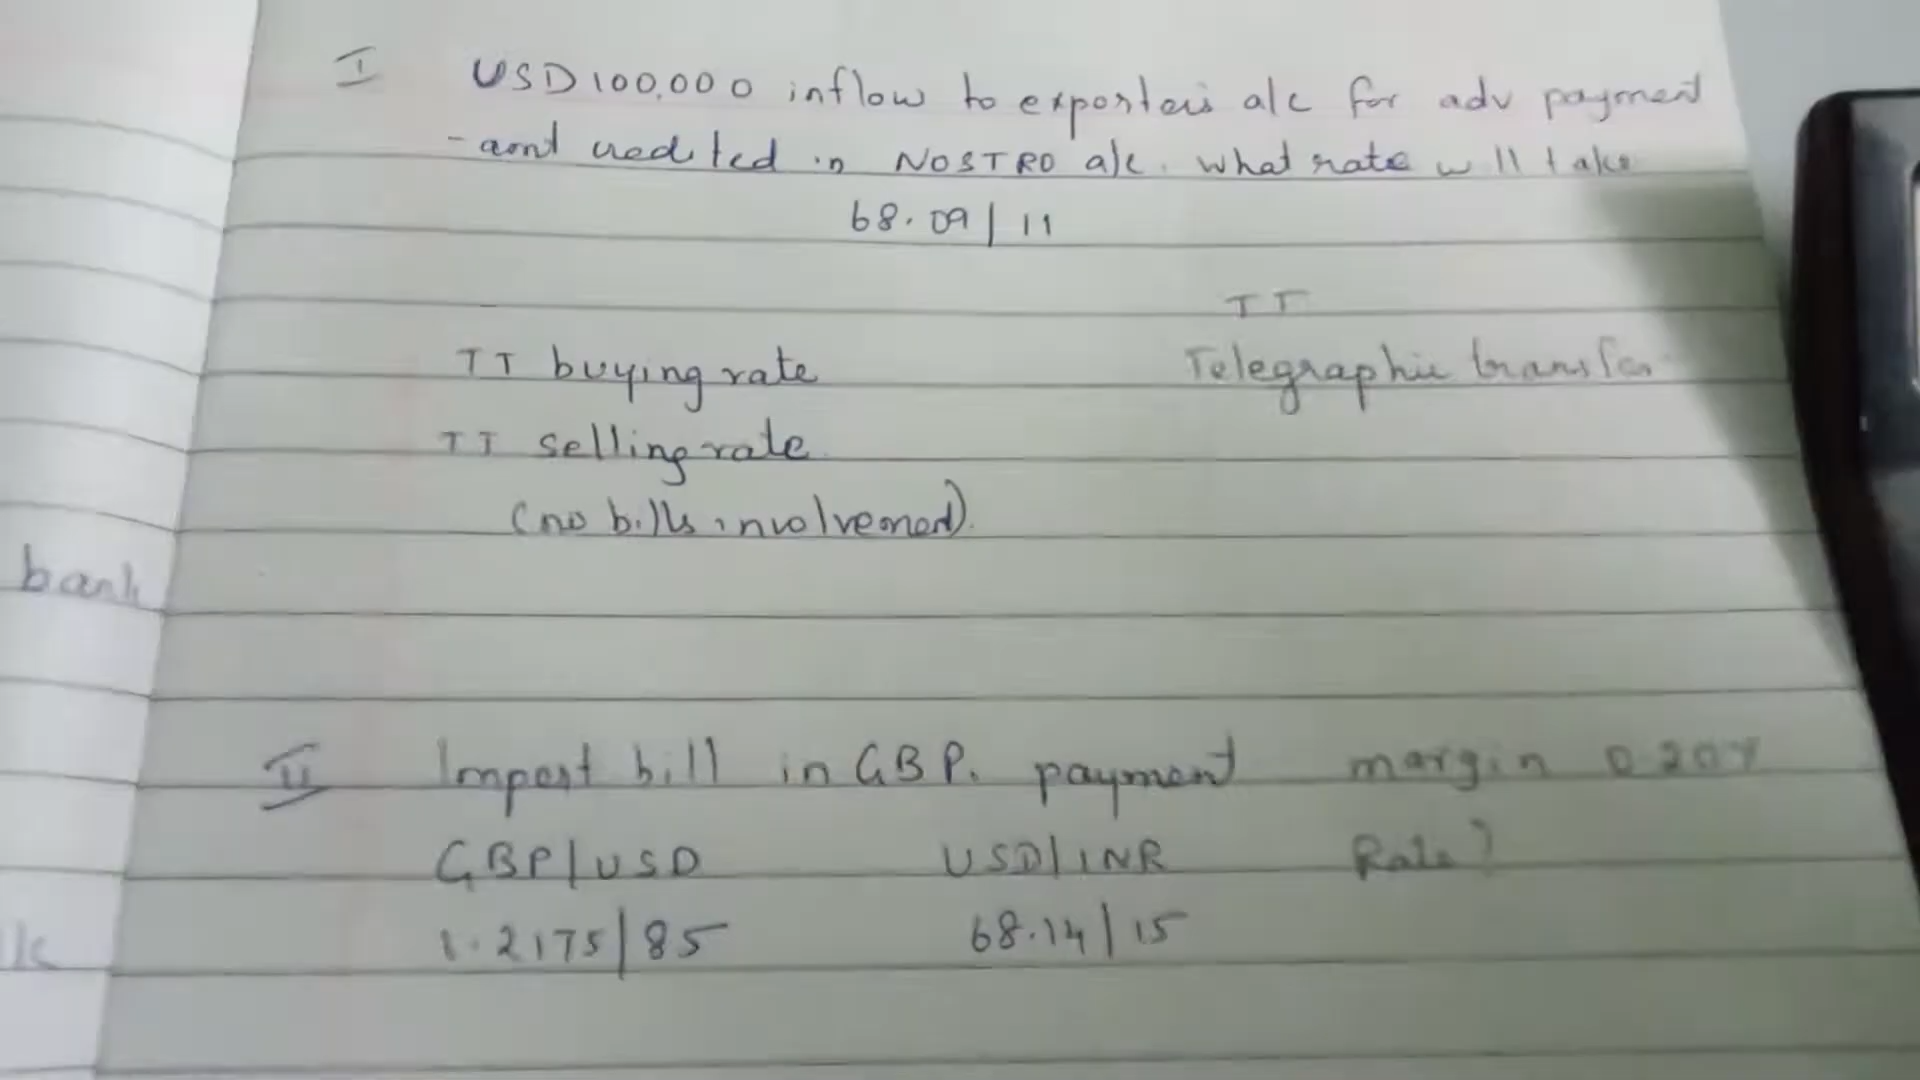 I USD 100,000 inflow to exporter's a/c for adv payment
- amt credited in NOSTRO a/c. What rate will take
68.09/11
TT
TT buying rate Telegraphic transfer
TT selling rate
(no bills involvement).
bank
II Import bill in GBP. payment margin 0.20%
GBP/USD USD/INR Rate?
1.2175/85 68.14/15